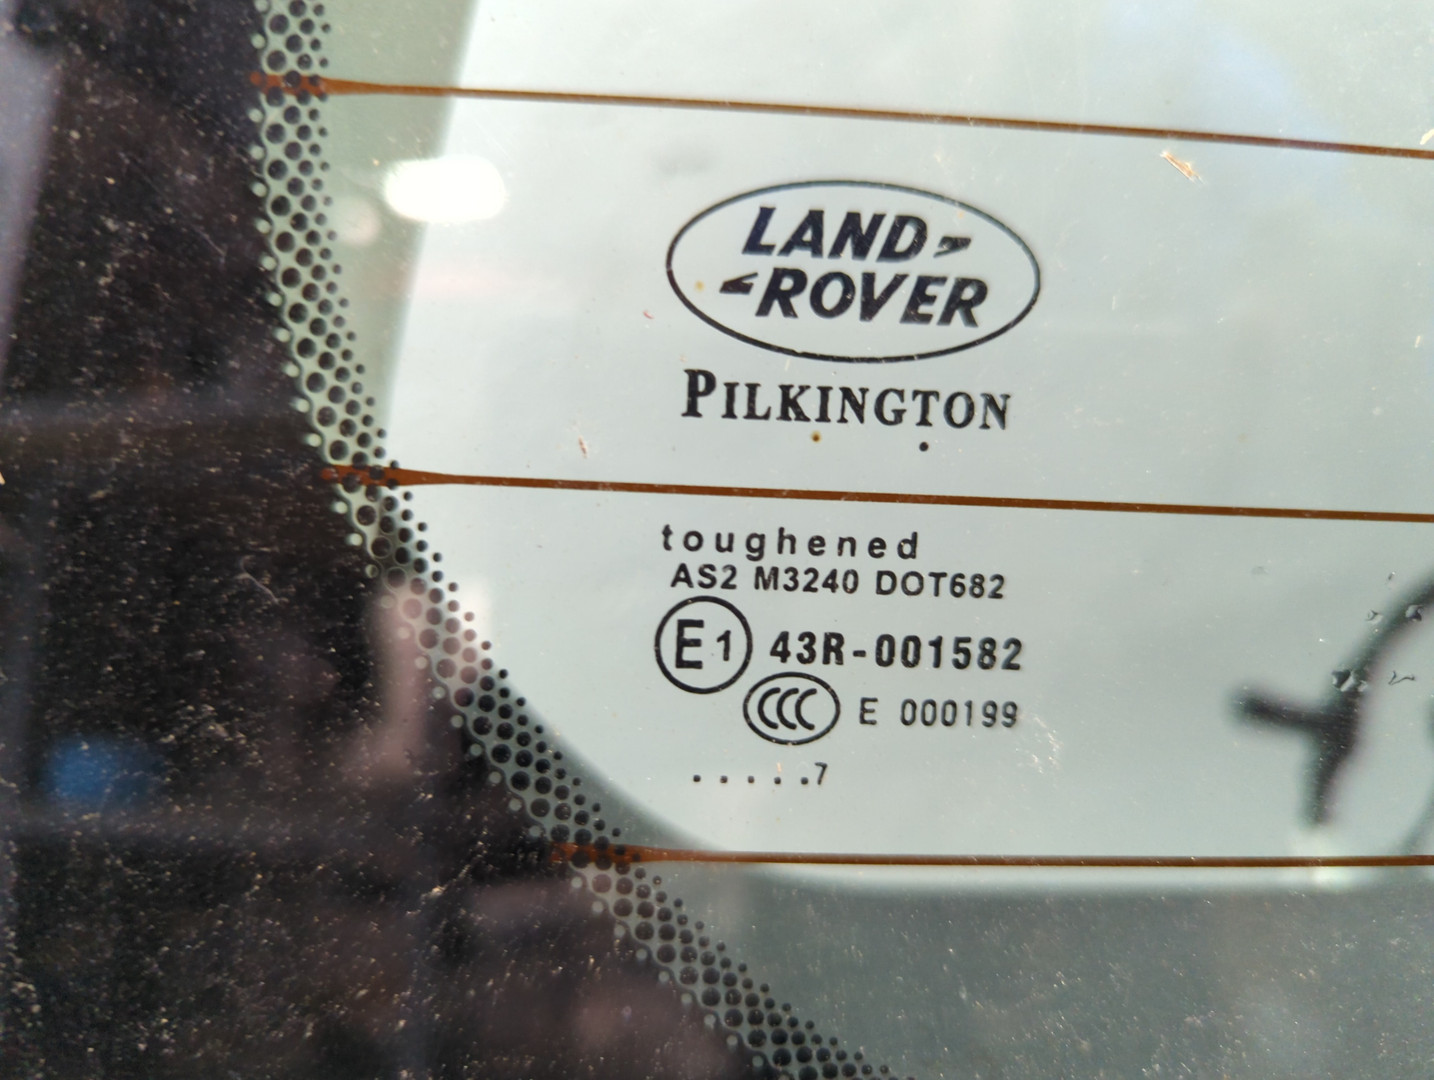 LAND
ROVER
PILKINGTON
toughened
AS2 M3240 DOT682
E1 43R-001582
CCC E 000199
.....7